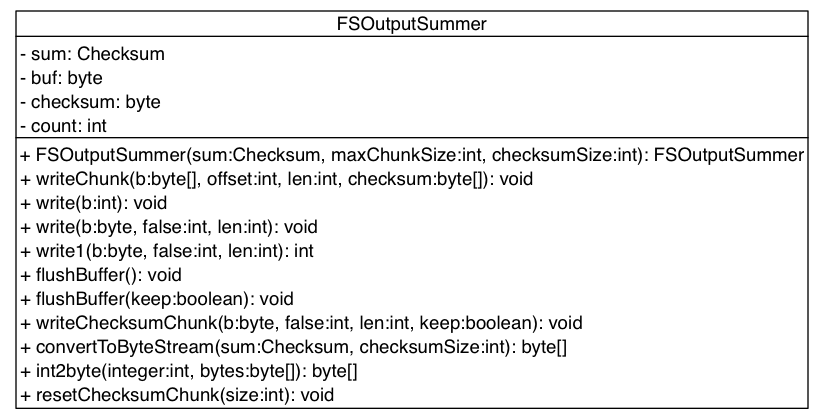 FSOutputSummer
- sum: Checksum
- buf: byte
- checksum: byte
- count: int
+ FSOutputSummer(sum:Checksum, maxChunkSize:int, checksumSize:int): FSOutputSummer
+ writeChunk(b:byte[], offset:int, len:int, checksum:byte[]): void
+ write(b:int): void
+ write(b:byte, false:int, len:int): void
+ write1(b:byte, false:int, len:int): int
+ flushBuffer(): void
+ flushBuffer(keep:boolean): void
+ writeChecksumChunk(b:byte, false:int, len:int, keep:boolean): void
+ convertToByteStream(sum:Checksum, checksumSize:int): byte[]
+ int2byte(integer:int, bytes:byte[]): byte[]
+ resetChecksumChunk(size:int): void